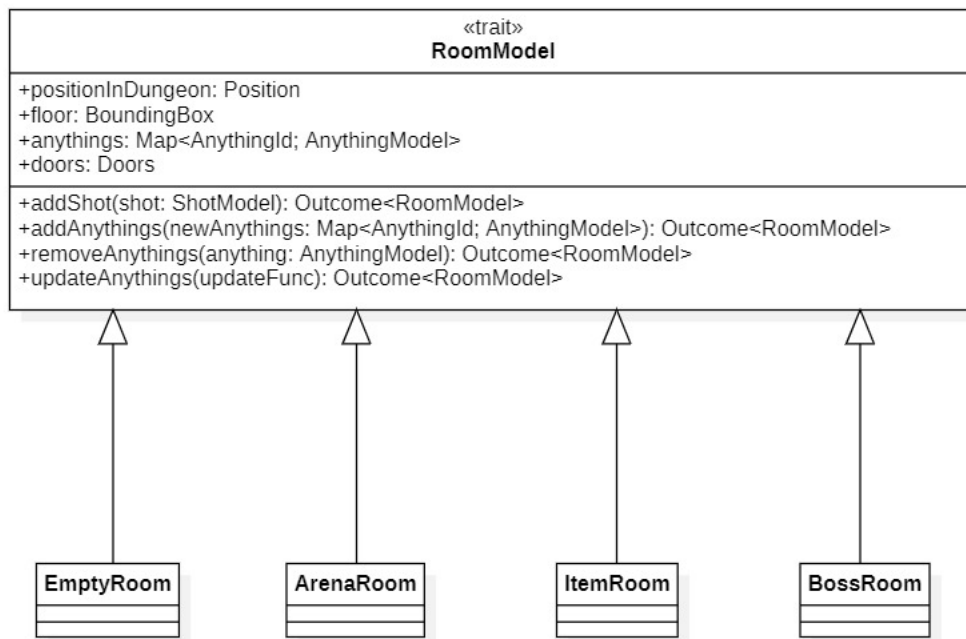 «trait»
RoomModel
+positionInDungeon: Position
+floor: BoundingBox
+anythings: Map<AnythingId; AnythingModel>
+doors: Doors
+addShot(shot: ShotModel): Outcome<RoomModel>
+addAnythings(newAnythings: Map<AnythingId; AnythingModel>): Outcome<RoomModel>
+removeAnythings(anything: AnythingModel): Outcome<RoomModel>
+updateAnythings(updateFunc): Outcome<RoomModel>
EmptyRoom ArenaRoom ItemRoom BossRoom